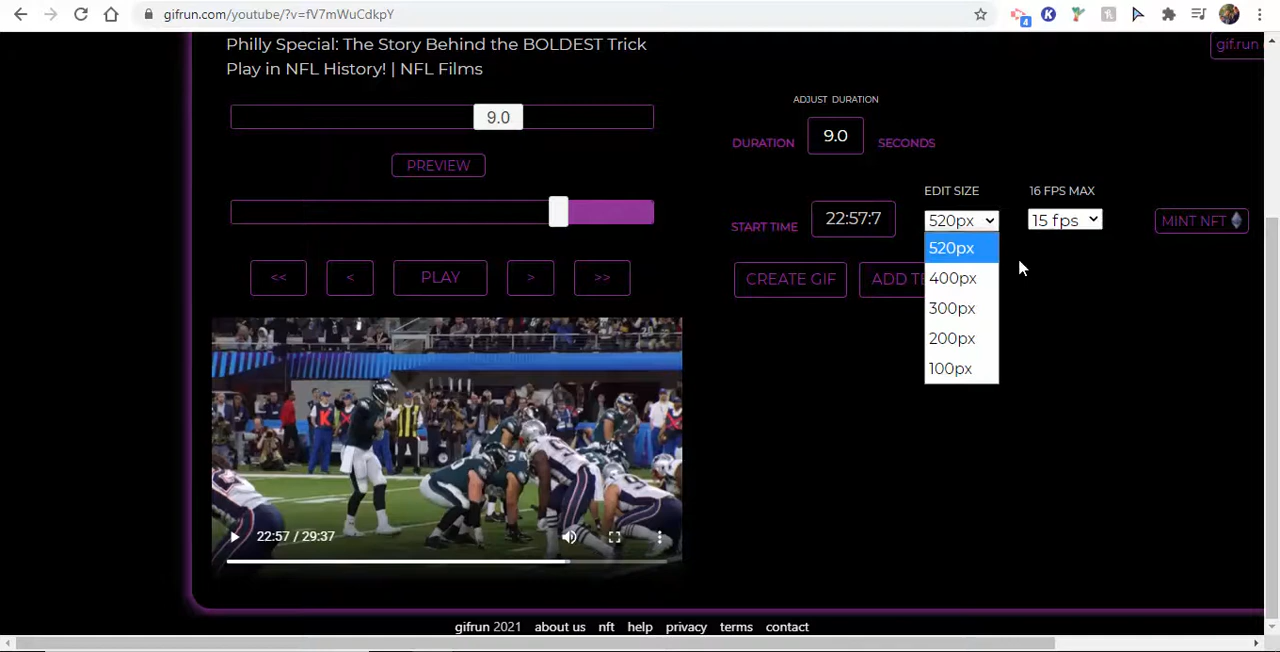 gifrun.com/youtube/?v=fV7mWuCdkpY
4
Philly Special: The Story Behind the BOLDEST Trick
Play in NFL History! | NFL Films
gif.run
9.0
ADJUST DURATION
DURATION 9.0 SECONDS
PREVIEW
EDIT SIZE 16 FPS MAX
START TIME 22:57:7 520px 15 fps MINT NFT
520px
400px
300px
200px
100px
<< < PLAY > >>
CREATE GIF ADD TE
K X
22:57 / 29:37
gifrun 2021 about us nft help privacy terms contact